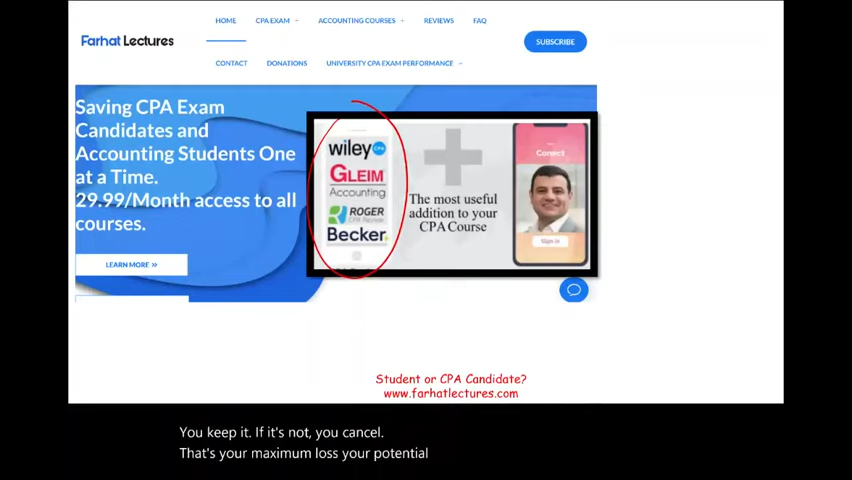 HOME
CPA EXAM
ACCOUNTING COURSES
REVIEWS
FAQ
Farhat Lectures
SUBSCRIBE
CONTACT
DONATIONS
UNIVERSITY CPA EXAM PERFORMANCE
Saving CPA Exam
Candidates and
Accounting Students One
at a Time.
29.99/Month access to all
courses.
LEARN MORE »
wiley CPA
GLEIM
Accounting
ROGER
CPA Review
Becker
The most useful
addition to your
CPA Course
Connect
Sign in
Student or CPA Candidate?
www.farhatlectures.com
You keep it. If it's not, you cancel.
That's your maximum loss your potential